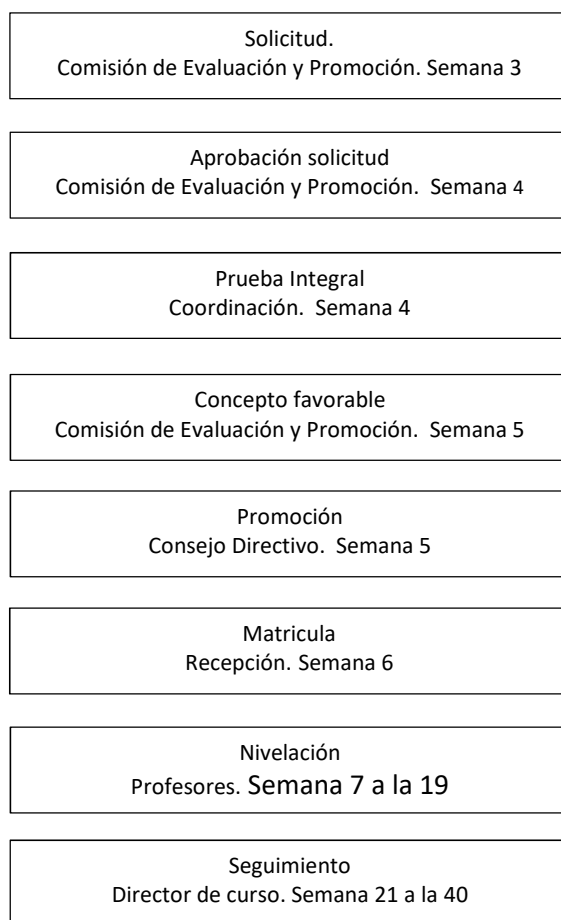 Solicitud.
Comisión de Evaluación y Promoción. Semana 3
Aprobación solicitud
Comisión de Evaluación y Promoción. Semana 4
Prueba Integral
Coordinación. Semana 4
Concepto favorable
Comisión de Evaluación y Promoción. Semana 5
Promoción
Consejo Directivo. Semana 5
Matricula
Recepción. Semana 6
Nivelación
Profesores. Semana 7 a la 19
Seguimiento
Director de curso. Semana 21 a la 40